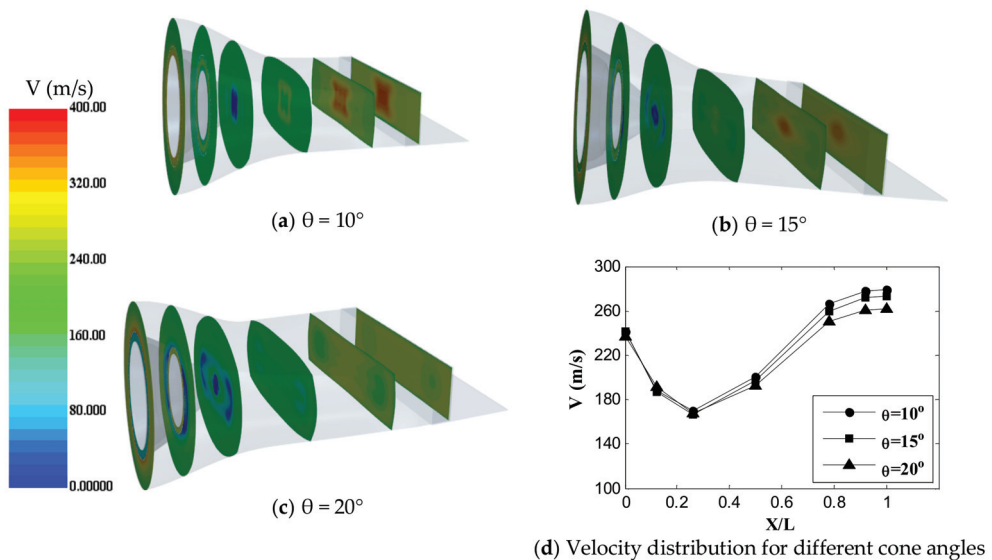 V (m/s)
400.00
320.00
240.00
160.00
80.000
0.00000
(a) θ = 10°
(b) θ = 15°
(c) θ = 20°
300
260
220
180
140
100
V (m/s)
0 0.2 0.4 0.6 0.8 1
X/L
θ=10°
θ=15°
θ=20°
(d) Velocity distribution for different cone angles